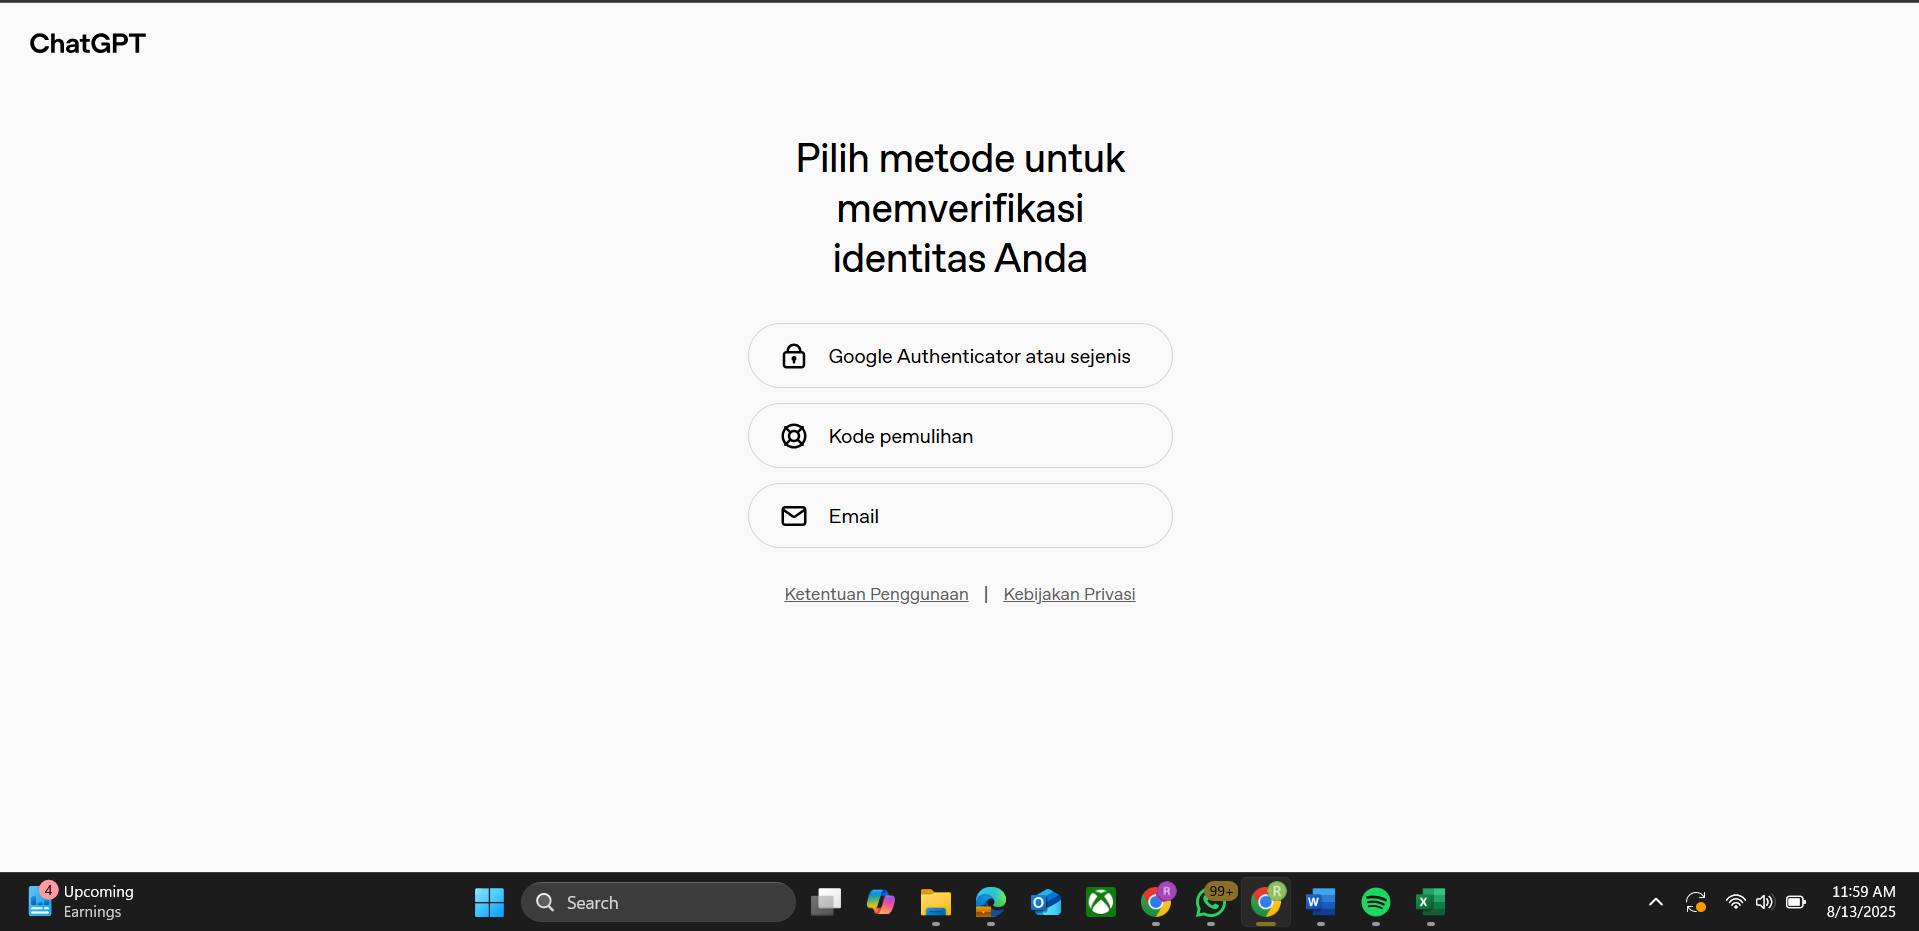 ChatGPT
Pilih metode untuk
memverifikasi
identitas Anda
Google Authenticator atau sejenis
Kode pemulihan
Email
Ketentuan Penggunaan | Kebijakan Privasi
4
Upcoming
Earnings
Search
O
R
99+
R
W
X
11:59 AM
8/13/2025